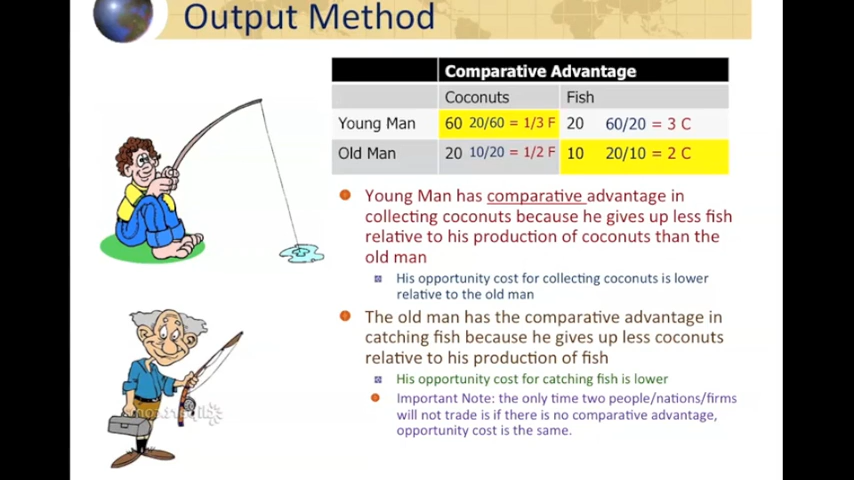 Output Method
Comparative Advantage
Coconuts Fish
Young Man 60 20/60 = 1/3 F 20 60/20 = 3 C
Old Man 20 10/20 = 1/2 F 10 20/10 = 2 C
Young Man has comparative advantage in
collecting coconuts because he gives up less fish
relative to his production of coconuts than the
old man
His opportunity cost for collecting coconuts is lower
relative to the old man
The old man has the comparative advantage in
catching fish because he gives up less coconuts
relative to his production of fish
His opportunity cost for catching fish is lower
Important Note: the only time two people/nations/firms
will not trade is if there is no comparative advantage,
opportunity cost is the same.